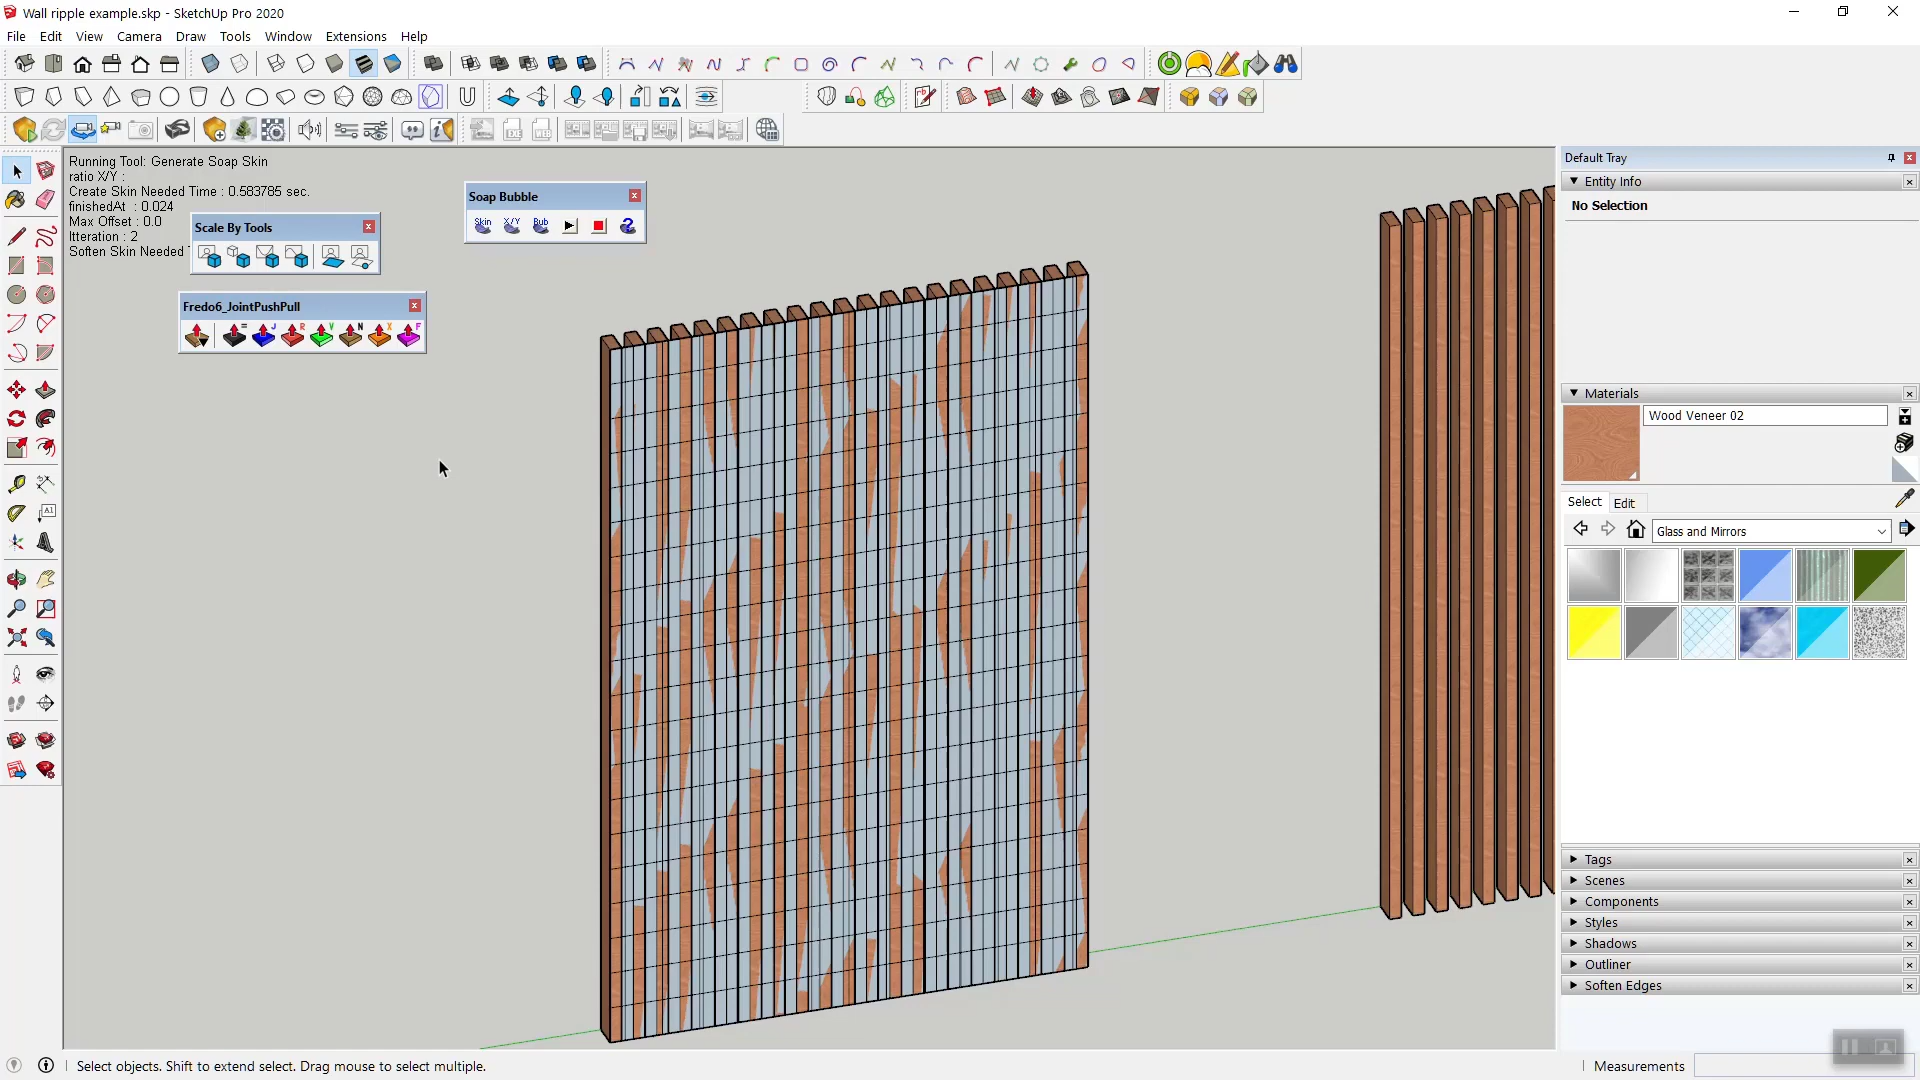 Wall ripple example.skp - SketchUp Pro 2020
File Edit View Camera Draw Tools Window Extensions Help
Running Tool: Generate Soap Skin
ratio X/Y :
Create Skin Needed Time : 0.583785 sec.
finishedAt : 0.024
Max Offset : 0.0
Itteration : 2
Soften Skin Needed
Scale By Tools
Soap Bubble
Skin X/Y Bub
Fredo6_JointPushPull
= J R V N X F
Default Tray
Entity Info
No Selection
Materials
Wood Veneer 02
Select Edit
Glass and Mirrors
Tags
Scenes
Components
Styles
Shadows
Outliner
Soften Edges
Select objects. Shift to extend select. Drag mouse to select multiple.
Measurements